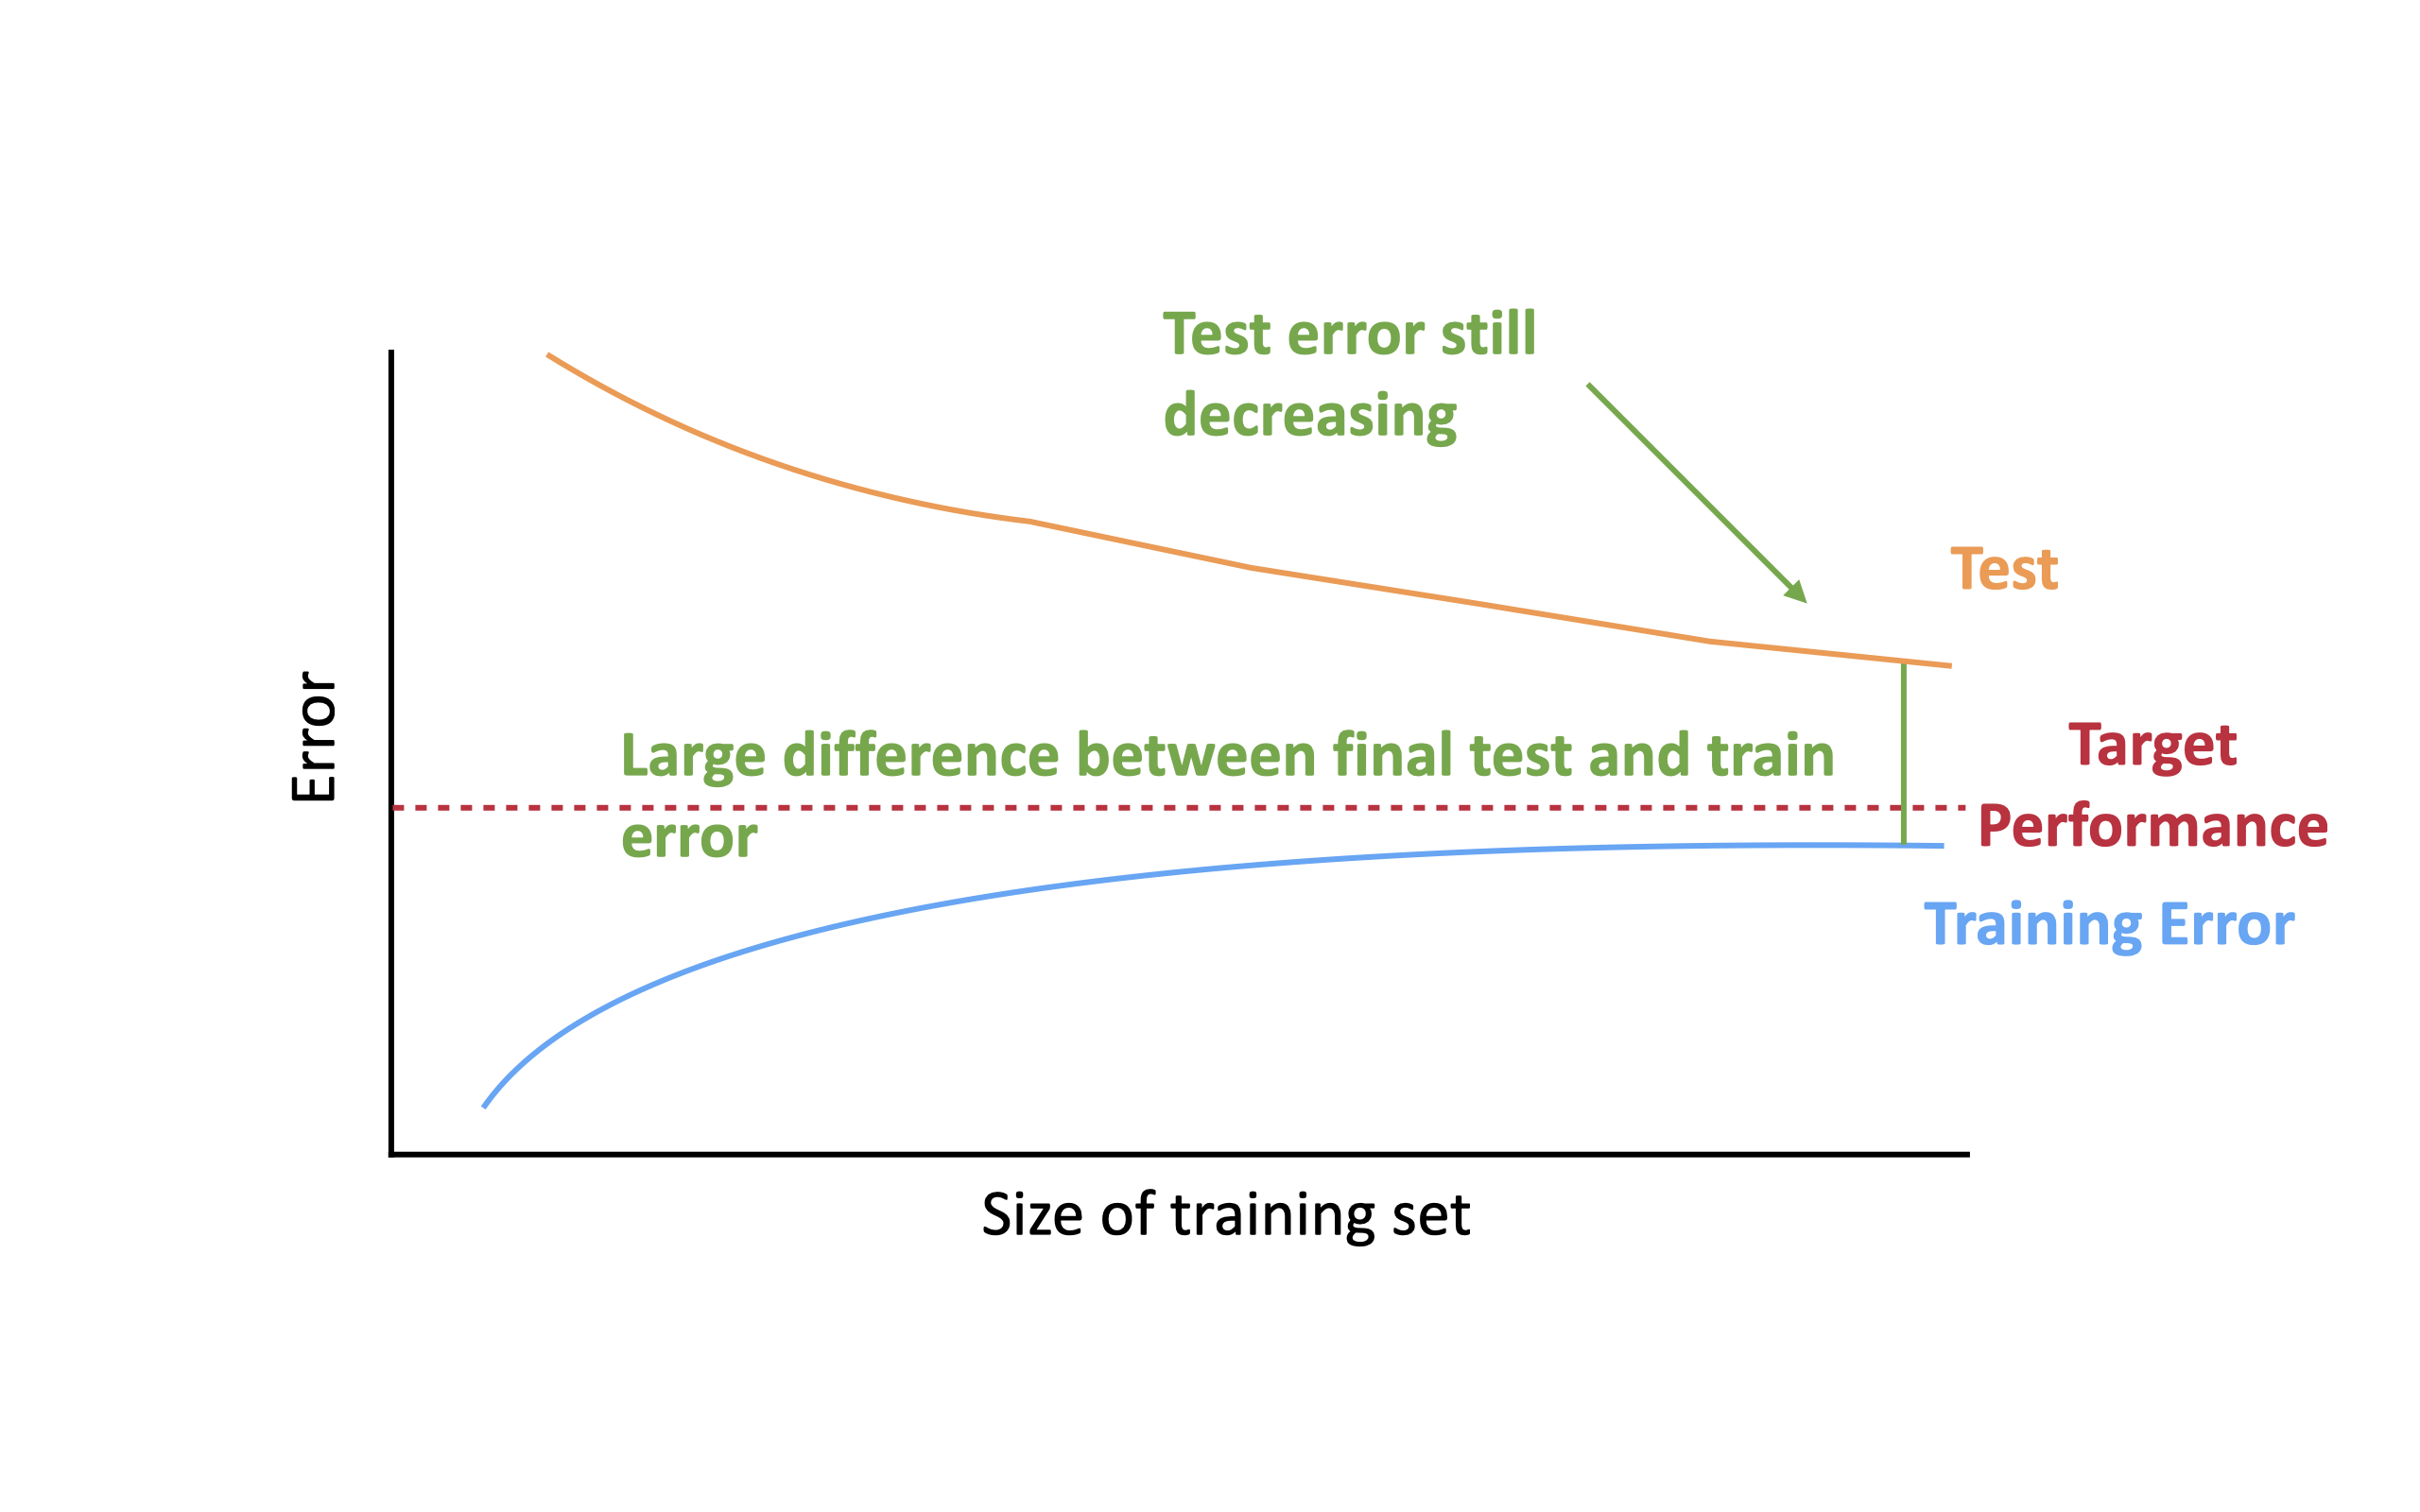 Test error still
decreasing
Test
Error
Large difference between final test and train
error
Target
Performance
Training Error
Size of training set